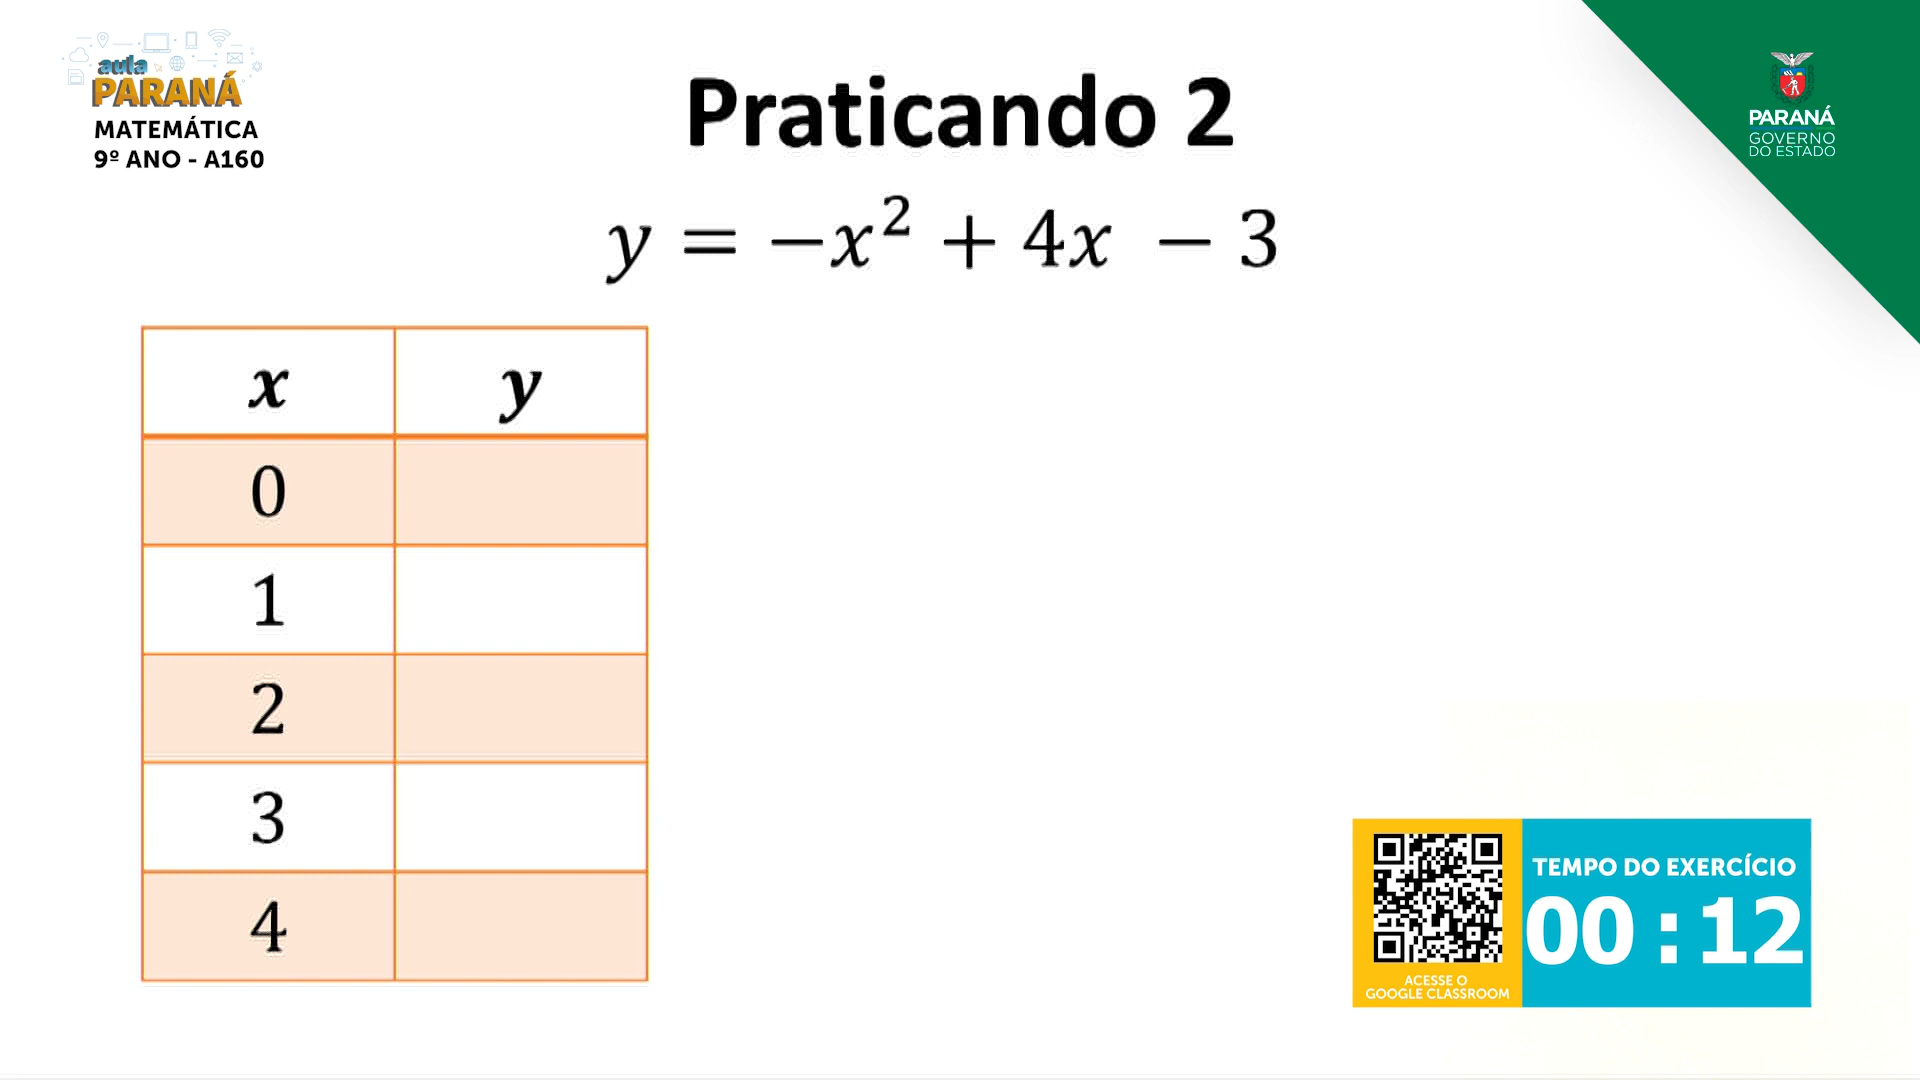 aula
PARANÁ
MATEMÁTICA
9º ANO - A160
Praticando 2
PARANÁ
GOVERNO
DO ESTADO
y = −x² + 4x − 3
x y
0
1
2
3
4
TEMPO DO EXERCÍCIO
00 : 12
ACESSE O
GOOGLE CLASSROOM